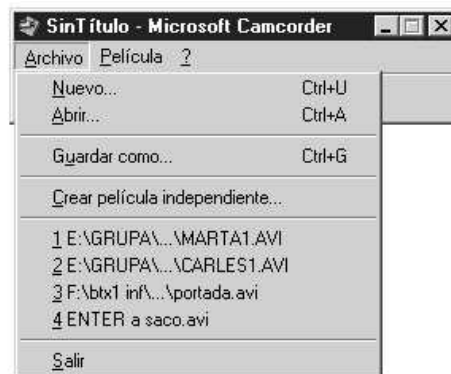 SinTítulo - Microsoft Camcorder
Archivo Película ?
Nuevo... Ctrl+U
Abrir... Ctrl+A
Guardar como... Ctrl+G
Crear película independiente...
1 E:\GRUPA\...\MARTA1.AVI
2 E:\GRUPA\...\CARLES1.AVI
3 F:\btx1 inf\...\portada.avi
4 ENTER a saco.avi
Salir